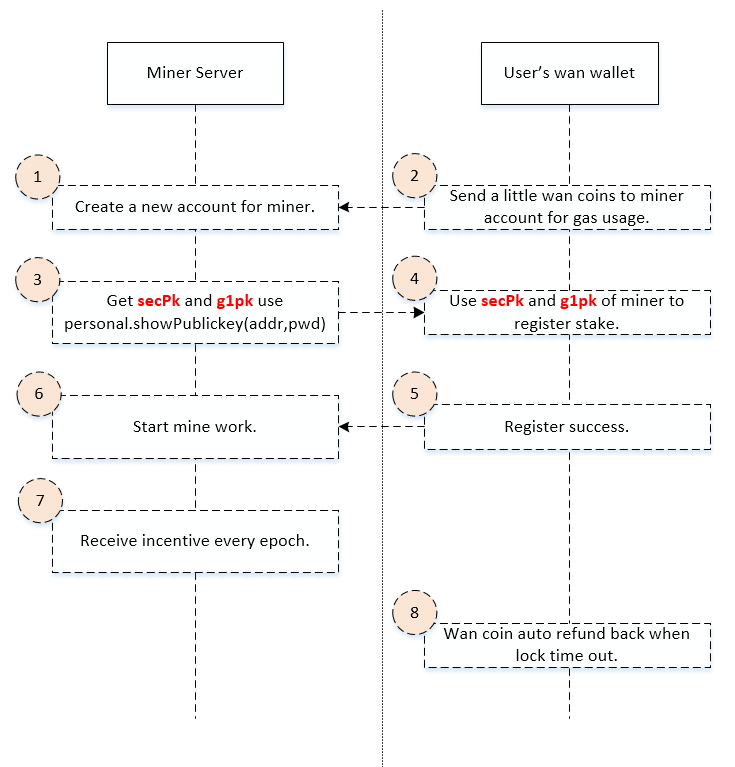 Miner Server
User's wan wallet
1
Create a new account for miner.
2
Send a little wan coins to miner
account for gas usage.
3
Get secPk and g1pk use
personal.showPublickey(addr,pwd)
4
Use secPk and g1pk of miner to
register stake.
6
Start mine work.
5
Register success.
7
Receive incentive every epoch.
8
Wan coin auto refund back when
lock time out.